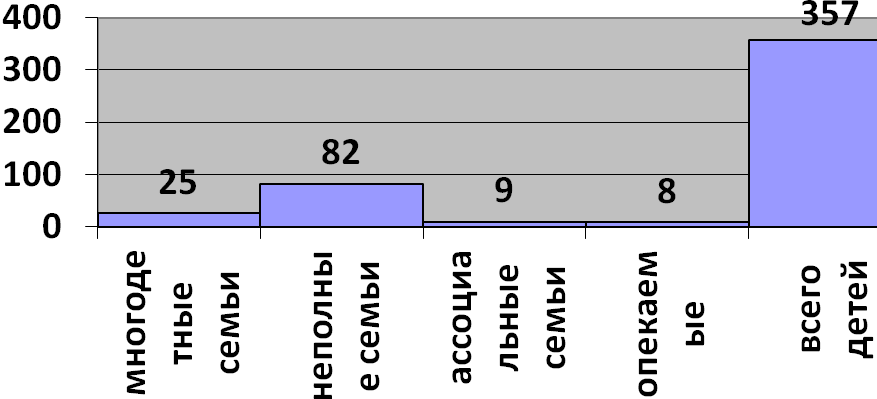 400
300
200
100
0
25
82
9
8
357
многоде
тные
семьи
неполны
е семьи
ассоциа
льные
семьи
опекаем
ые
всего
детей